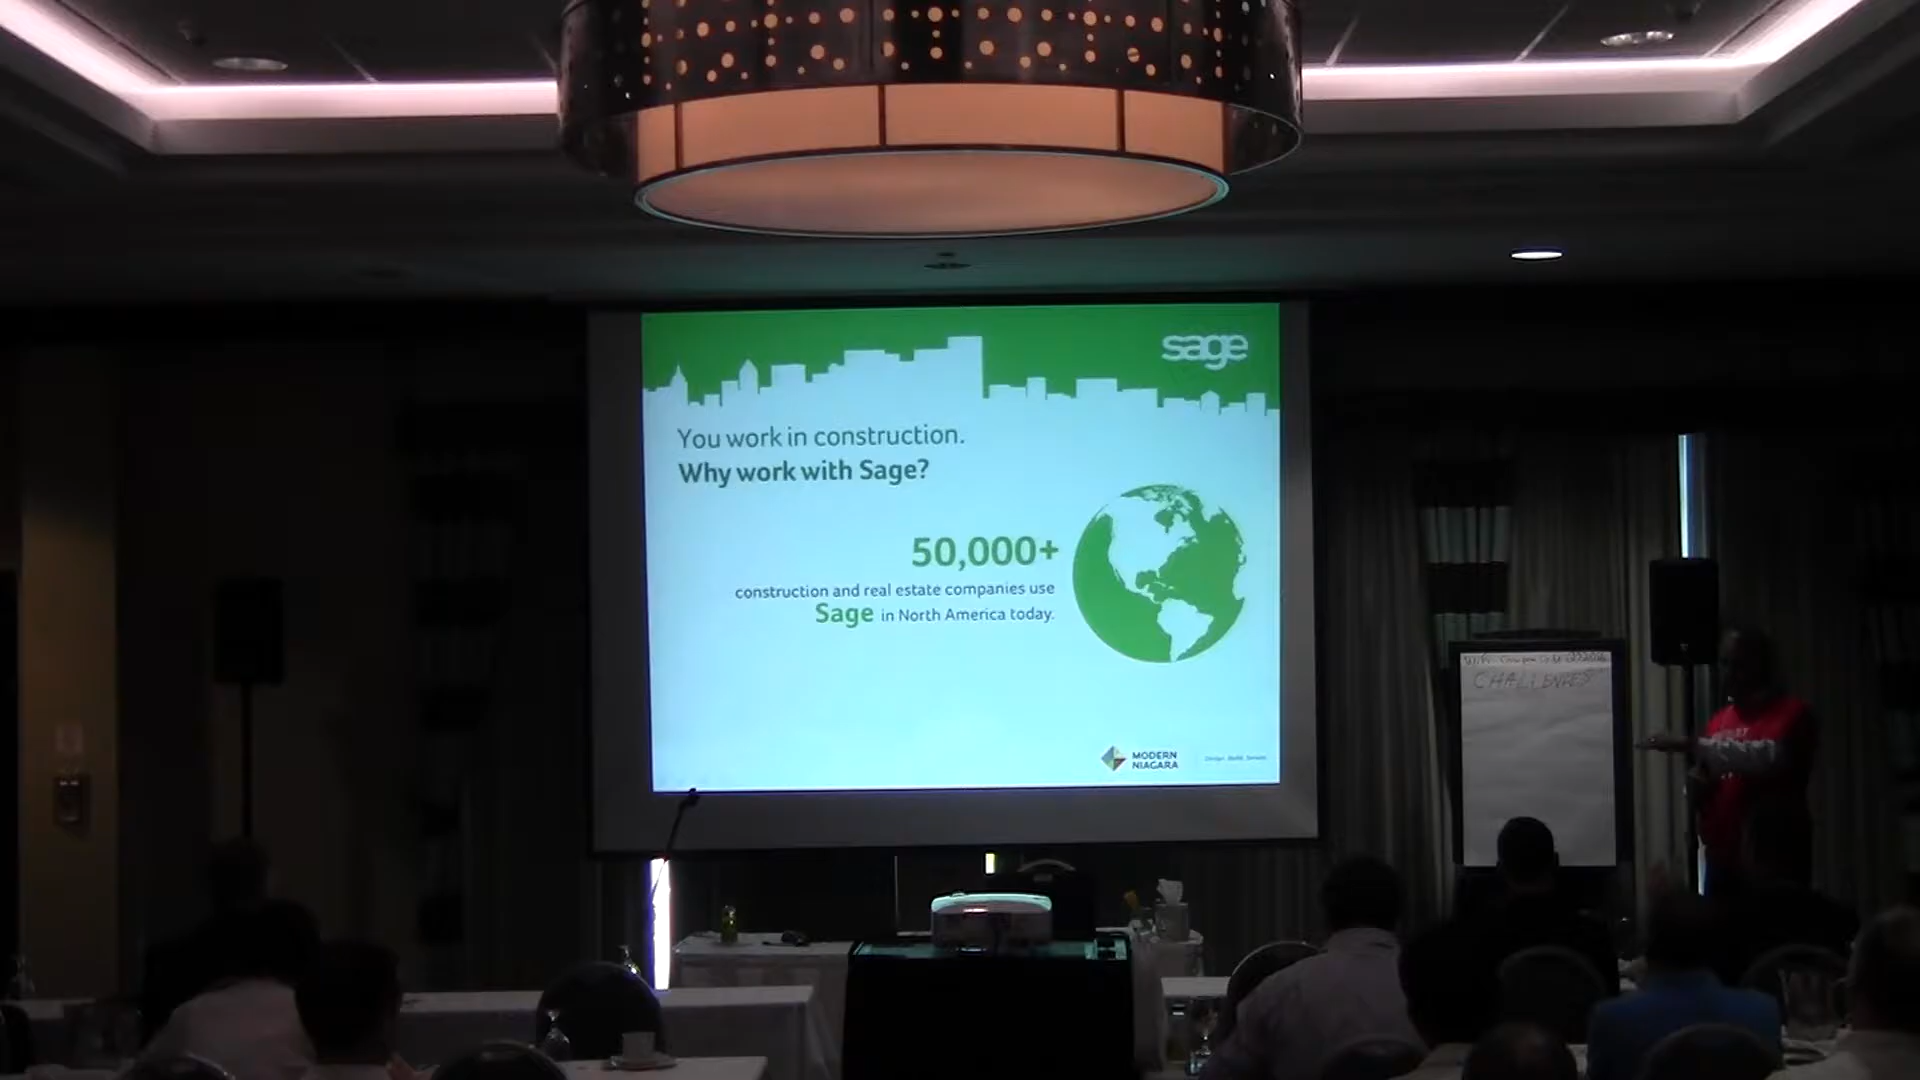 sage
You work in construction.
Why work with Sage?
50,000+
construction and real estate companies use
Sage in North America today.
MODERN
NIAGARA
CHALLENGES